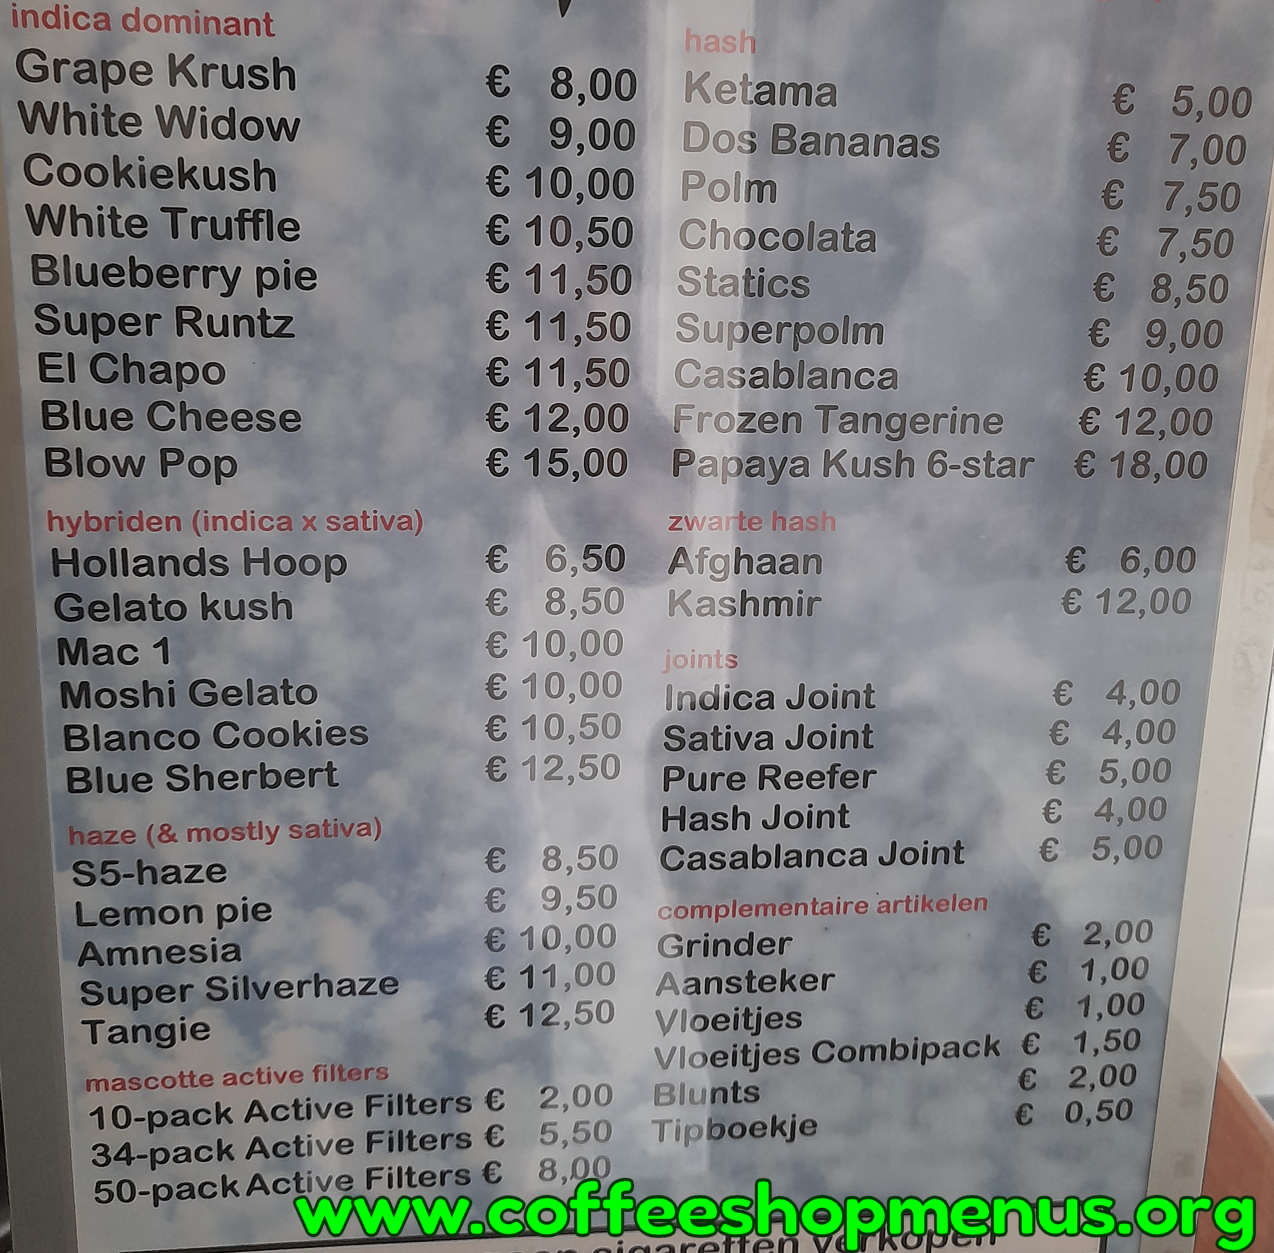 indica dominant
Grape Krush € 8,00
White Widow € 9,00
Cookiekush € 10,00
White Truffle € 10,50
Blueberry pie € 11,50
Super Runtz € 11,50
El Chapo € 11,50
Blue Cheese € 12,00
Blow Pop € 15,00
hybriden (indica x sativa)
Hollands Hoop € 6,50
Gelato kush € 8,50
Mac 1 € 10,00
Moshi Gelato € 10,00
Blanco Cookies € 10,50
Blue Sherbert € 12,50
haze (& mostly sativa)
S5-haze € 8,50
Lemon pie € 9,50
Amnesia € 10,00
Super Silverhaze € 11,00
Tangie € 12,50
mascotte active filters
10-pack Active Filters € 2,00
34-pack Active Filters € 5,50
50-pack Active Filters € 8,00
hash
Ketama € 5,00
Dos Bananas € 7,00
Polm € 7,50
Chocolata € 7,50
Statics € 8,50
Superpolm € 9,00
Casablanca € 10,00
Frozen Tangerine € 12,00
Papaya Kush 6-star € 18,00
zwarte hash
Afghaan € 6,00
Kashmir € 12,00
joints
Indica Joint € 4,00
Sativa Joint € 4,00
Pure Reefer € 5,00
Hash Joint € 4,00
Casablanca Joint € 5,00
complementaire artikelen
Grinder € 2,00
Aansteker € 1,00
Vloeitjes € 1,00
Vloeitjes Combipack € 1,50
Blunts € 2,00
Tipboekje € 0,50
www.coffeeshopmenus.org
sigaretten verkopen